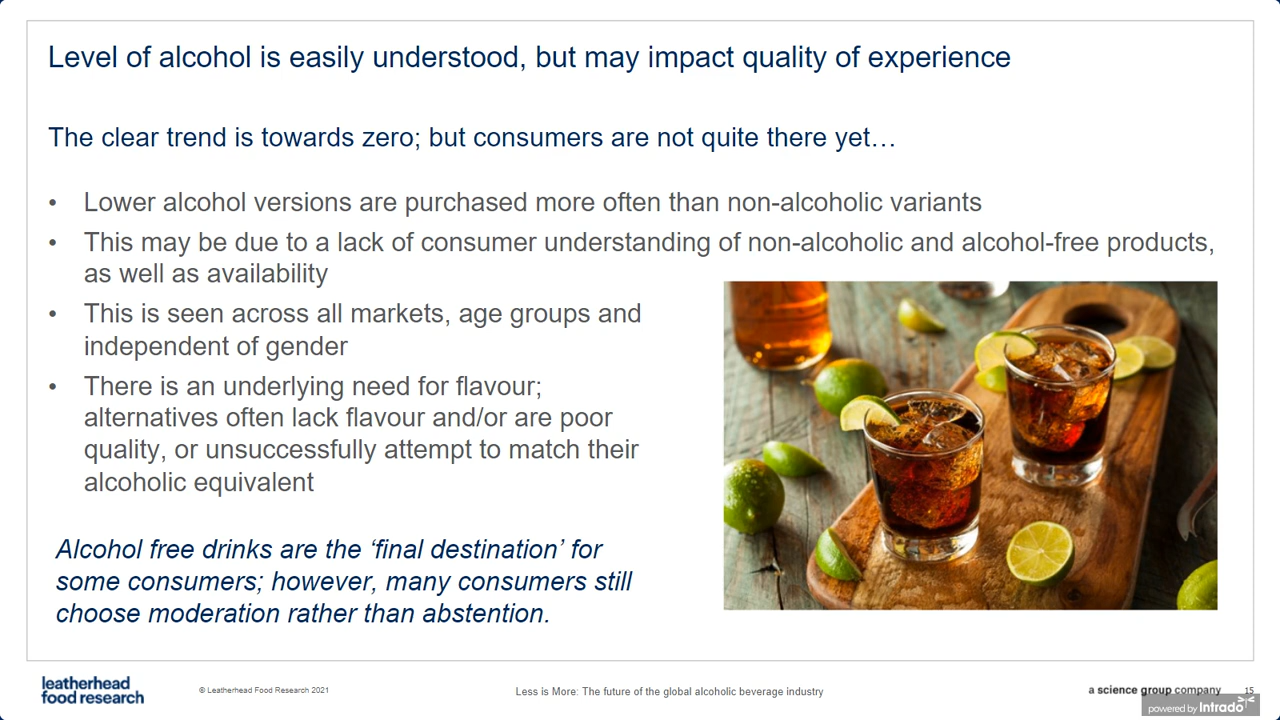 Level of alcohol is easily understood, but may impact quality of experience
The clear trend is towards zero; but consumers are not quite there yet…
• Lower alcohol versions are purchased more often than non-alcoholic variants
• This may be due to a lack of consumer understanding of non-alcoholic and alcohol-free products,
as well as availability
• This is seen across all markets, age groups and
independent of gender
• There is an underlying need for flavour;
alternatives often lack flavour and/or are poor
quality, or unsuccessfully attempt to match their
alcoholic equivalent
Alcohol free drinks are the ‘final destination’ for
some consumers; however, many consumers still
choose moderation rather than abstention.
leatherhead
food research
© Leatherhead Food Research 2021
Less is More: The future of the global alcoholic beverage industry
a science group company
15
powered by Intrado